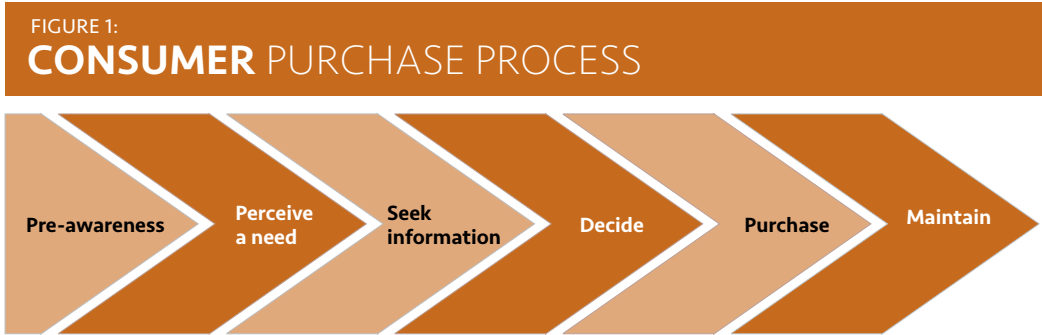 FIGURE 1:
CONSUMER PURCHASE PROCESS
Pre-awareness
Perceive
a need
Seek
information
Decide
Purchase
Maintain